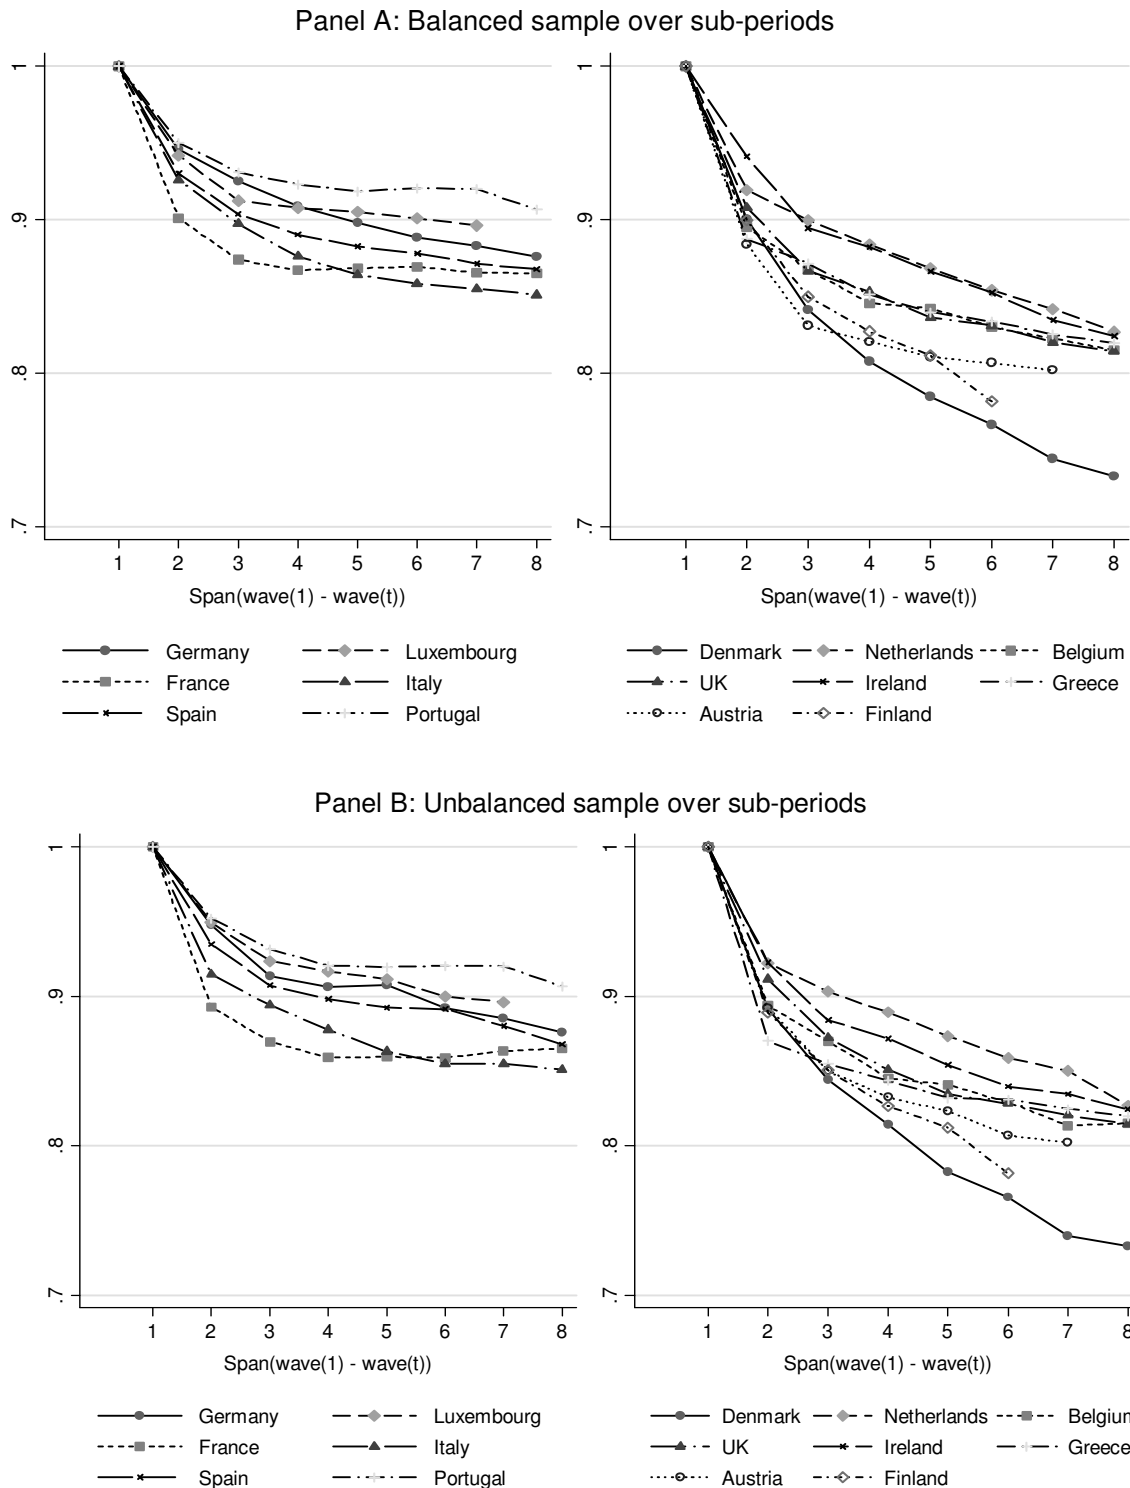 Panel A: Balanced sample over sub-periods
1
.9
.8
.7
1 2 3 4 5 6 7 8
Span(wave(1) - wave(t))
Germany Luxembourg
France Italy
Spain Portugal
1
.9
.8
.7
1 2 3 4 5 6 7 8
Span(wave(1) - wave(t))
Denmark Netherlands Belgium
UK Ireland Greece
Austria Finland
Panel B: Unbalanced sample over sub-periods
1
.9
.8
.7
1 2 3 4 5 6 7 8
Span(wave(1) - wave(t))
Germany Luxembourg
France Italy
Spain Portugal
1
.9
.8
.7
1 2 3 4 5 6 7 8
Span(wave(1) - wave(t))
Denmark Netherlands Belgium
UK Ireland Greece
Austria Finland